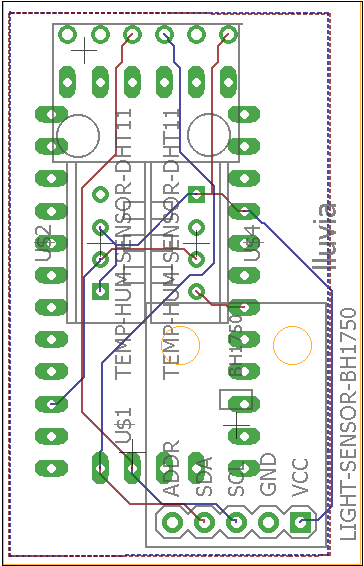 TEMP-HUM-SENSOR-DHT11
TEMP-HUM-SENSOR-DHT11
U$2
U$4
lluvia
BH1750
LIGHT-SENSOR-BH1750
U$1
ADDR
SDA
SCL
GND
VCC